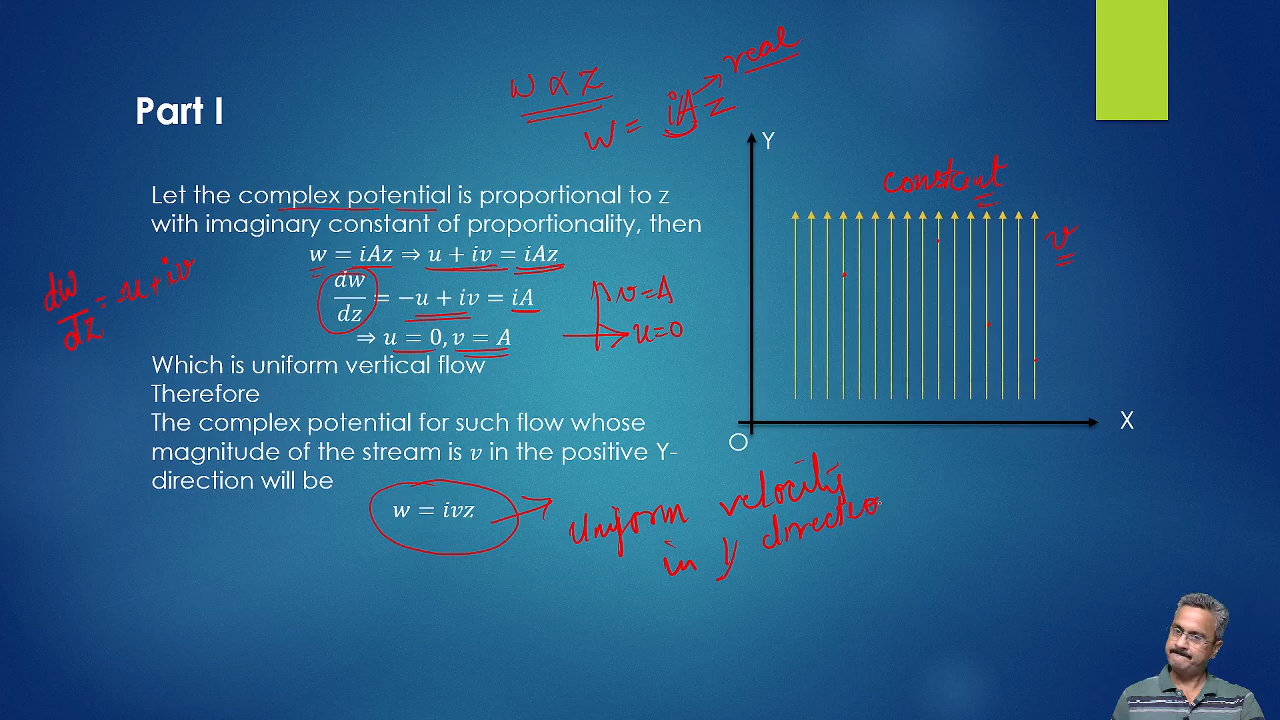 w ∝ z
real
w = iAz
Part I
Y
constant
v
Let the complex potential is proportional to z
with imaginary constant of proportionality, then
w = iAz ⇒ u + iv = iAz
dw/dz = −u + iv = iA
⇒ u = 0, v = A
dw/dz = -u+iv
v=A
u=0
Which is uniform vertical flow
Therefore
The complex potential for such flow whose
magnitude of the stream is v in the positive Y-
direction will be
w = ivz
X
O
Uniform velocity
in y directio